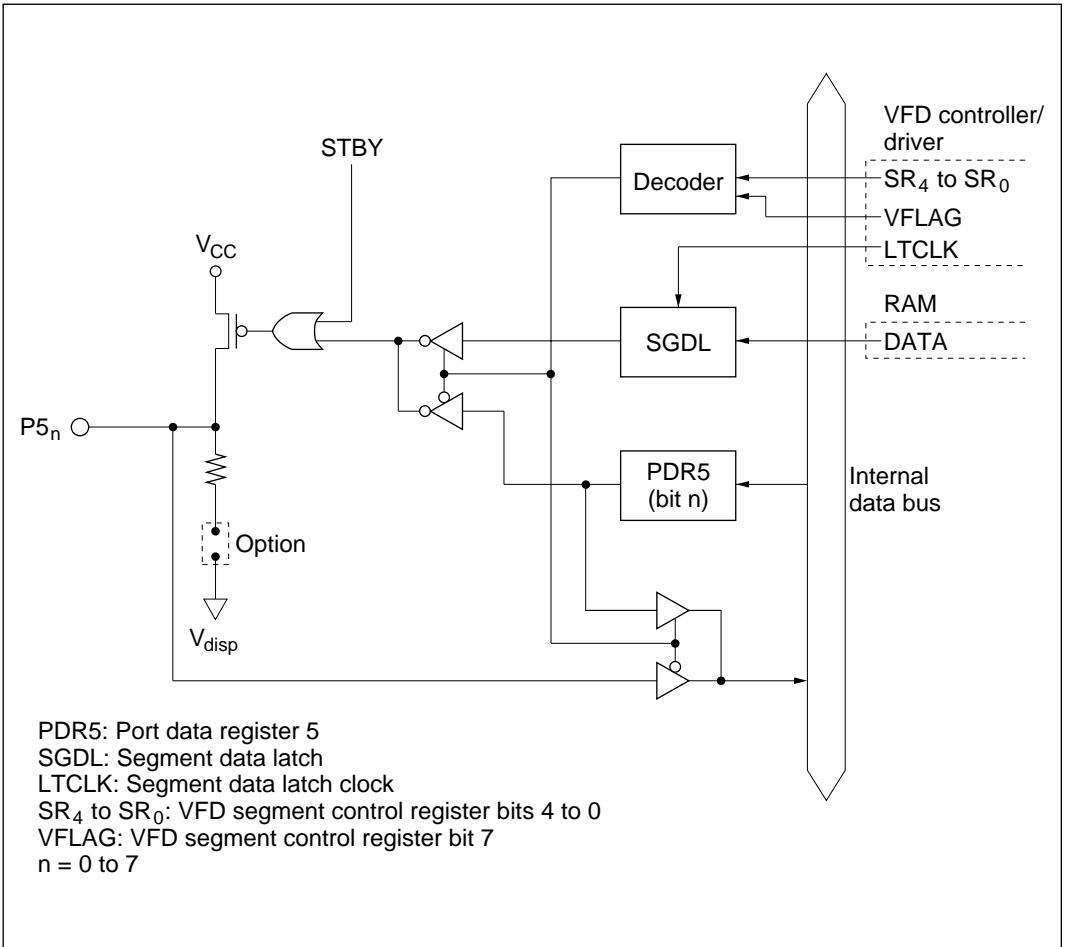 VFD controller/
driver
STBY
Decoder
SR4 to SR0
VFLAG
VCC
LTCLK
RAM
SGDL
DATA
P5n
PDR5
(bit n)
Internal
data bus
Option
Vdisp
PDR5: Port data register 5
SGDL: Segment data latch
LTCLK: Segment data latch clock
SR4 to SR0: VFD segment control register bits 4 to 0
VFLAG: VFD segment control register bit 7
n = 0 to 7